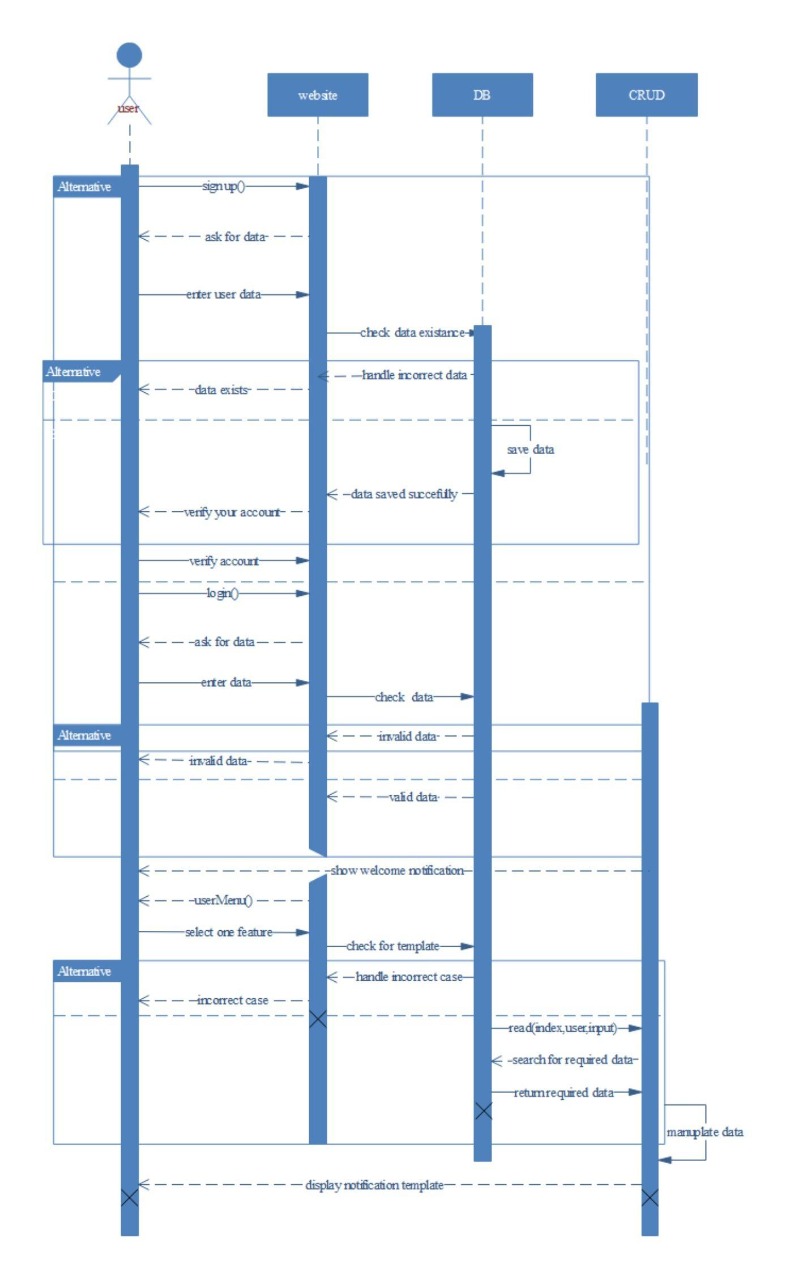 user
website
DB
CRUD
Alternative
sign up()
ask for data
enter user data
check data existance
Alternative
handle incorrect data
data exists
save data
data saved succefully
verify your account
verify account
login()
ask for data
enter data
check data
Alternative
invalid data
invalid data
valid data
show welcome notification
userMenu()
select one feature
check for template
Alternative
handle incorrect case
incorrect case
read(index,user,input)
search for required data
return required data
manuplate data
display notification template